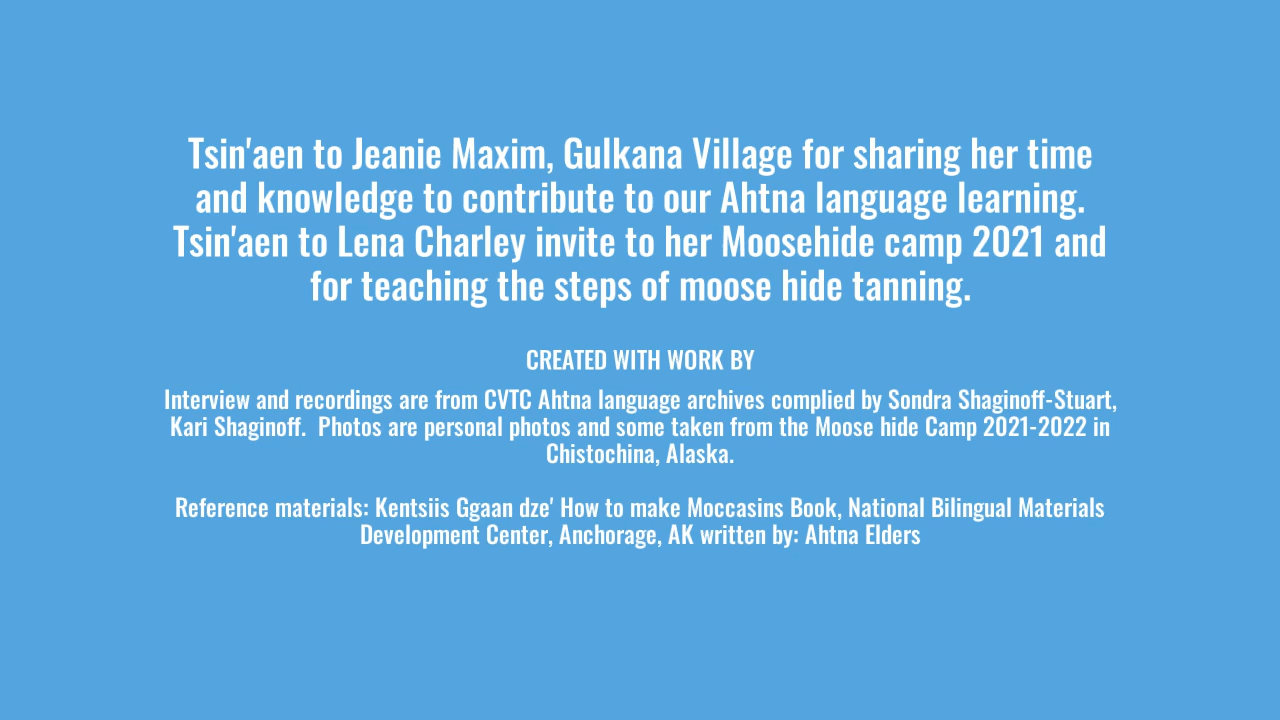 Tsin'aen to Jeanie Maxim, Gulkana Village for sharing her time
and knowledge to contribute to our Ahtna language learning.
Tsin'aen to Lena Charley invite to her Moosehide camp 2021 and
for teaching the steps of moose hide tanning.
CREATED WITH WORK BY
Interview and recordings are from CVTC Ahtna language archives complied by Sondra Shaginoff-Stuart,
Kari Shaginoff.  Photos are personal photos and some taken from the Moose hide Camp 2021-2022 in
Chistochina, Alaska.
Reference materials: Kentsiis Ggaan dze' How to make Moccasins Book, National Bilingual Materials
Development Center, Anchorage, AK written by: Ahtna Elders